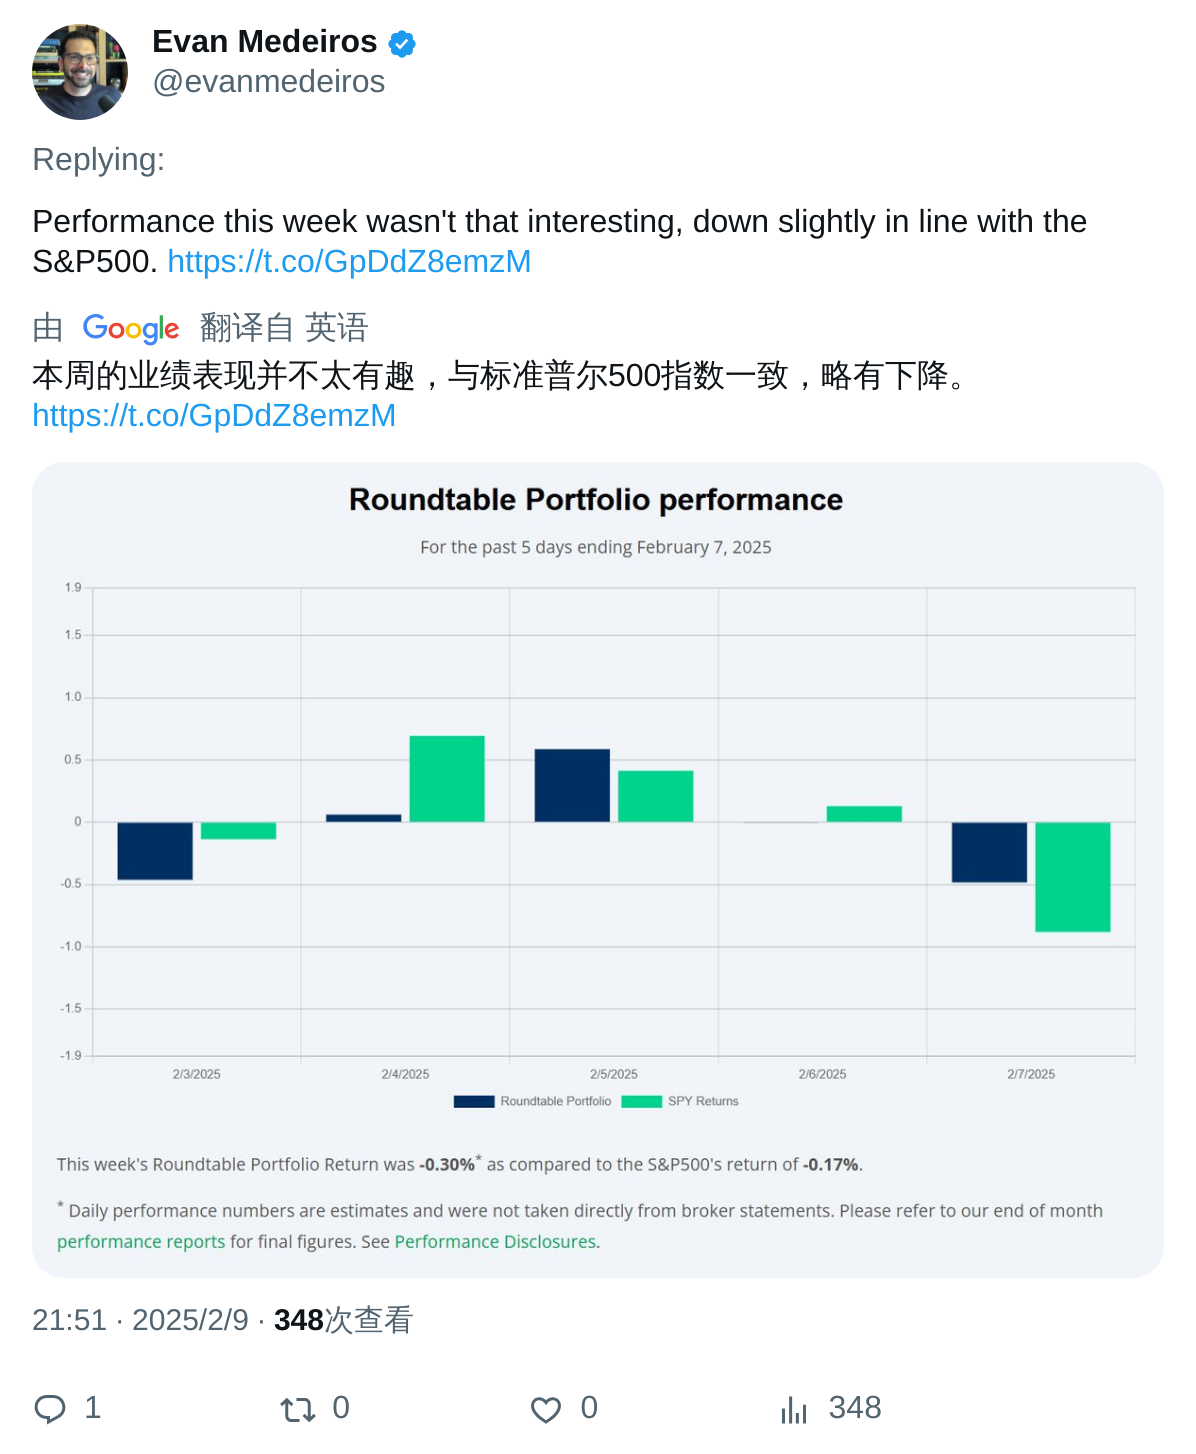 Evan Medeiros
@evanmedeiros
Replying:
Performance this week wasn't that interesting, down slightly in line with the
S&P500. https://t.co/GpDdZ8emzM
由 Google 翻译自 英语
本周的业绩表现并不太有趣，与标准普尔500指数一致，略有下降。
https://t.co/GpDdZ8emzM
Roundtable Portfolio performance
For the past 5 days ending February 7, 2025
1.9
1.5
1.0
0.5
0
-0.5
-1.0
-1.5
-1.9
2/3/2025 2/4/2025 2/5/2025 2/6/2025 2/7/2025
Roundtable Portfolio SPY Returns
This week's Roundtable Portfolio Return was -0.30%* as compared to the S&P500's return of -0.17%.
* Daily performance numbers are estimates and were not taken directly from broker statements. Please refer to our end of month
performance reports for final figures. See Performance Disclosures.
21:51 · 2025/2/9 · 348次查看
1 0 0 348